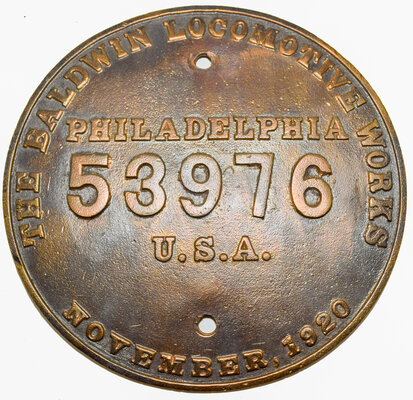 THE BALDWIN LOCOMOTIVE WORKS
PHILADELPHIA
53976
U.S.A.
NOVEMBER, 1920